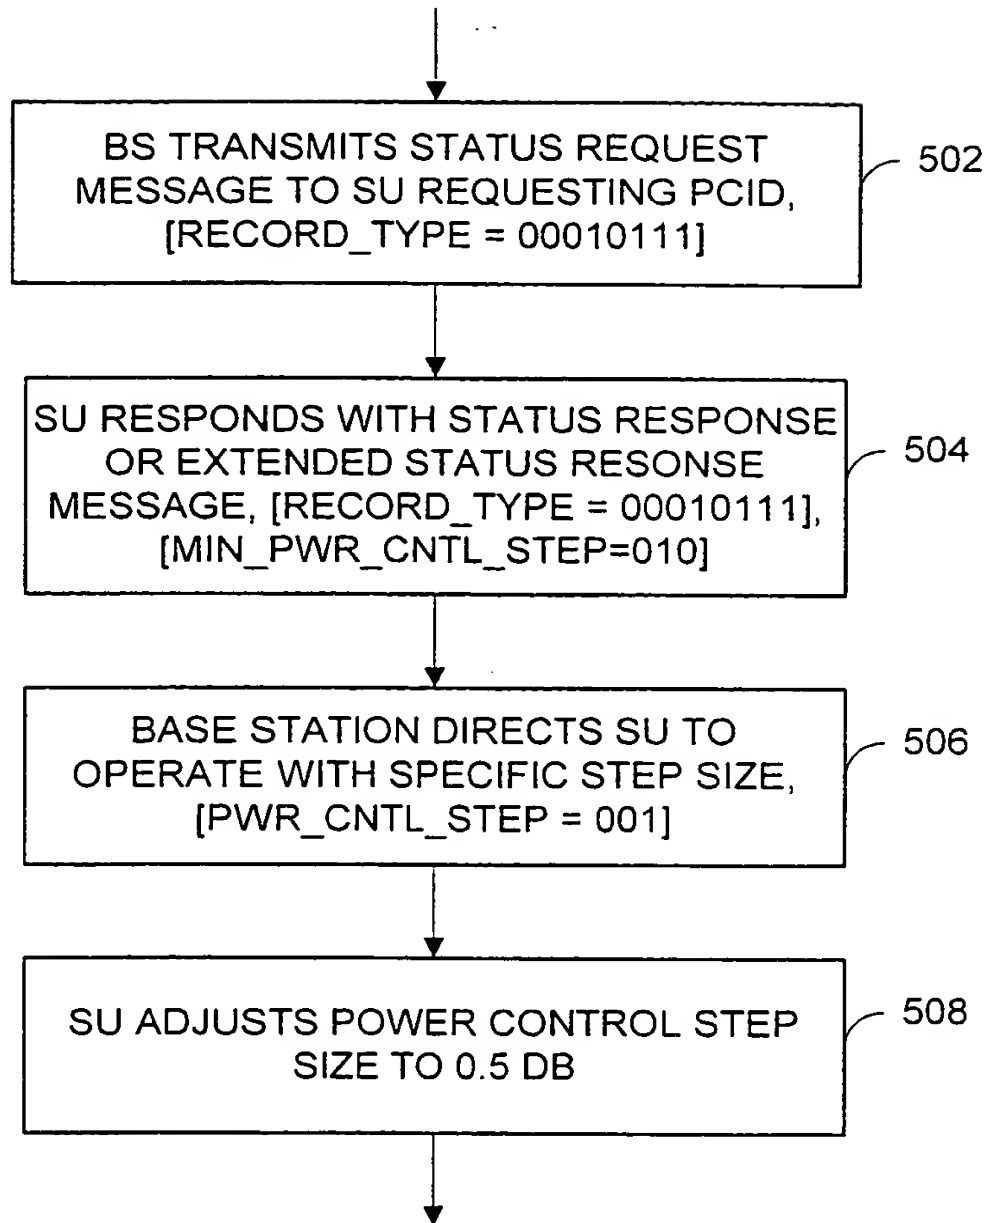 BS TRANSMITS STATUS REQUEST
MESSAGE TO SU REQUESTING PCID,
[RECORD_TYPE = 00010111]
502
SU RESPONDS WITH STATUS RESPONSE
OR EXTENDED STATUS RESONSE
MESSAGE, [RECORD_TYPE = 00010111],
[MIN_PWR_CNTL_STEP=010]
504
BASE STATION DIRECTS SU TO
OPERATE WITH SPECIFIC STEP SIZE,
[PWR_CNTL_STEP = 001]
506
SU ADJUSTS POWER CONTROL STEP
SIZE TO 0.5 DB
508